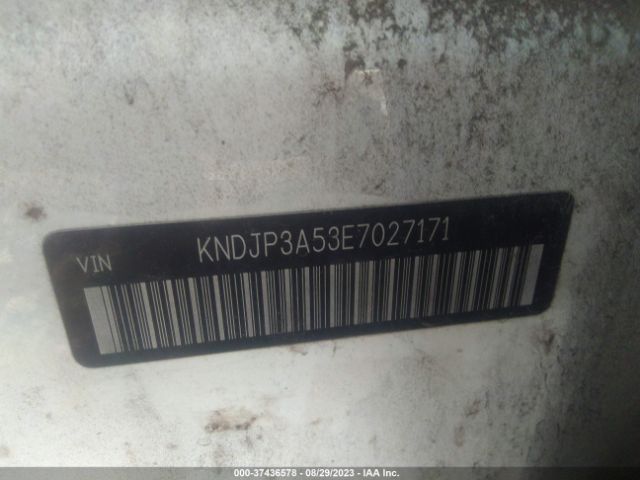 VIN
KNDJP3A53E7027171
000-37436578 - 08/29/2023 - IAA Inc.